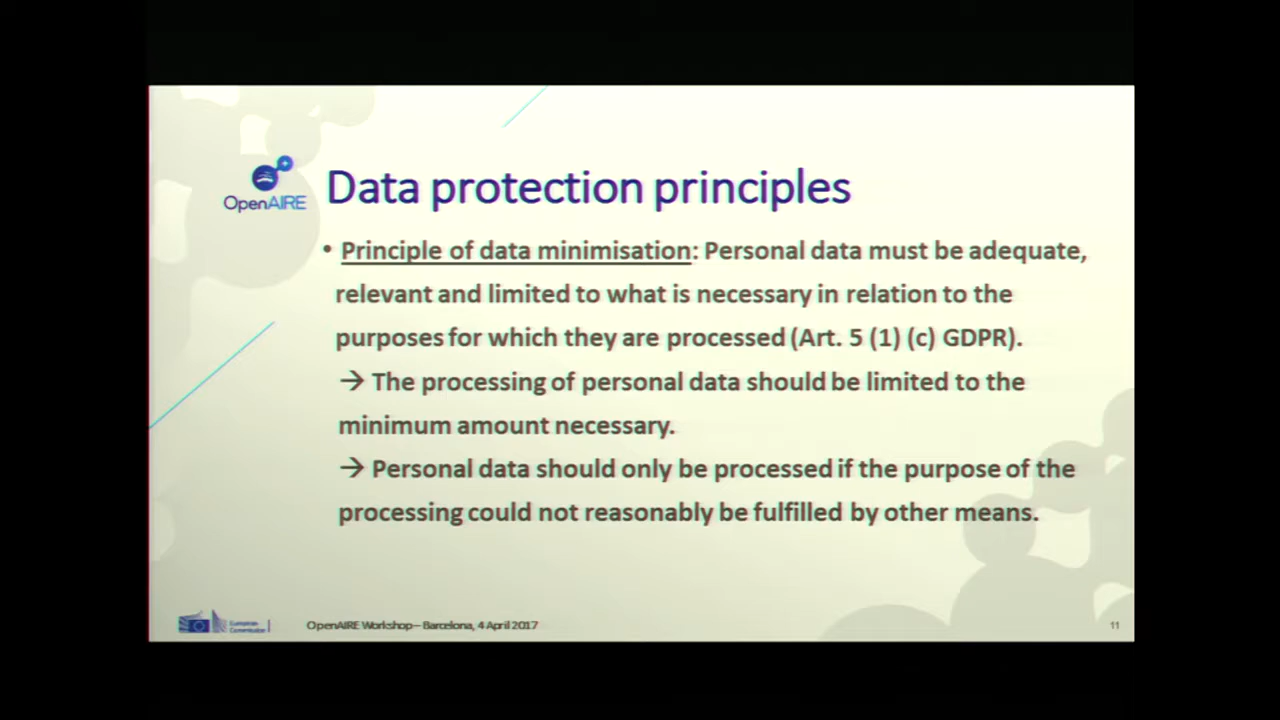 OpenAIRE
Data protection principles
• Principle of data minimisation: Personal data must be adequate,
relevant and limited to what is necessary in relation to the
purposes for which they are processed (Art. 5 (1) (c) GDPR).
→ The processing of personal data should be limited to the
minimum amount necessary.
→ Personal data should only be processed if the purpose of the
processing could not reasonably be fulfilled by other means.
European
Commission
OpenAIRE Workshop – Barcelona, 4 April 2017
11